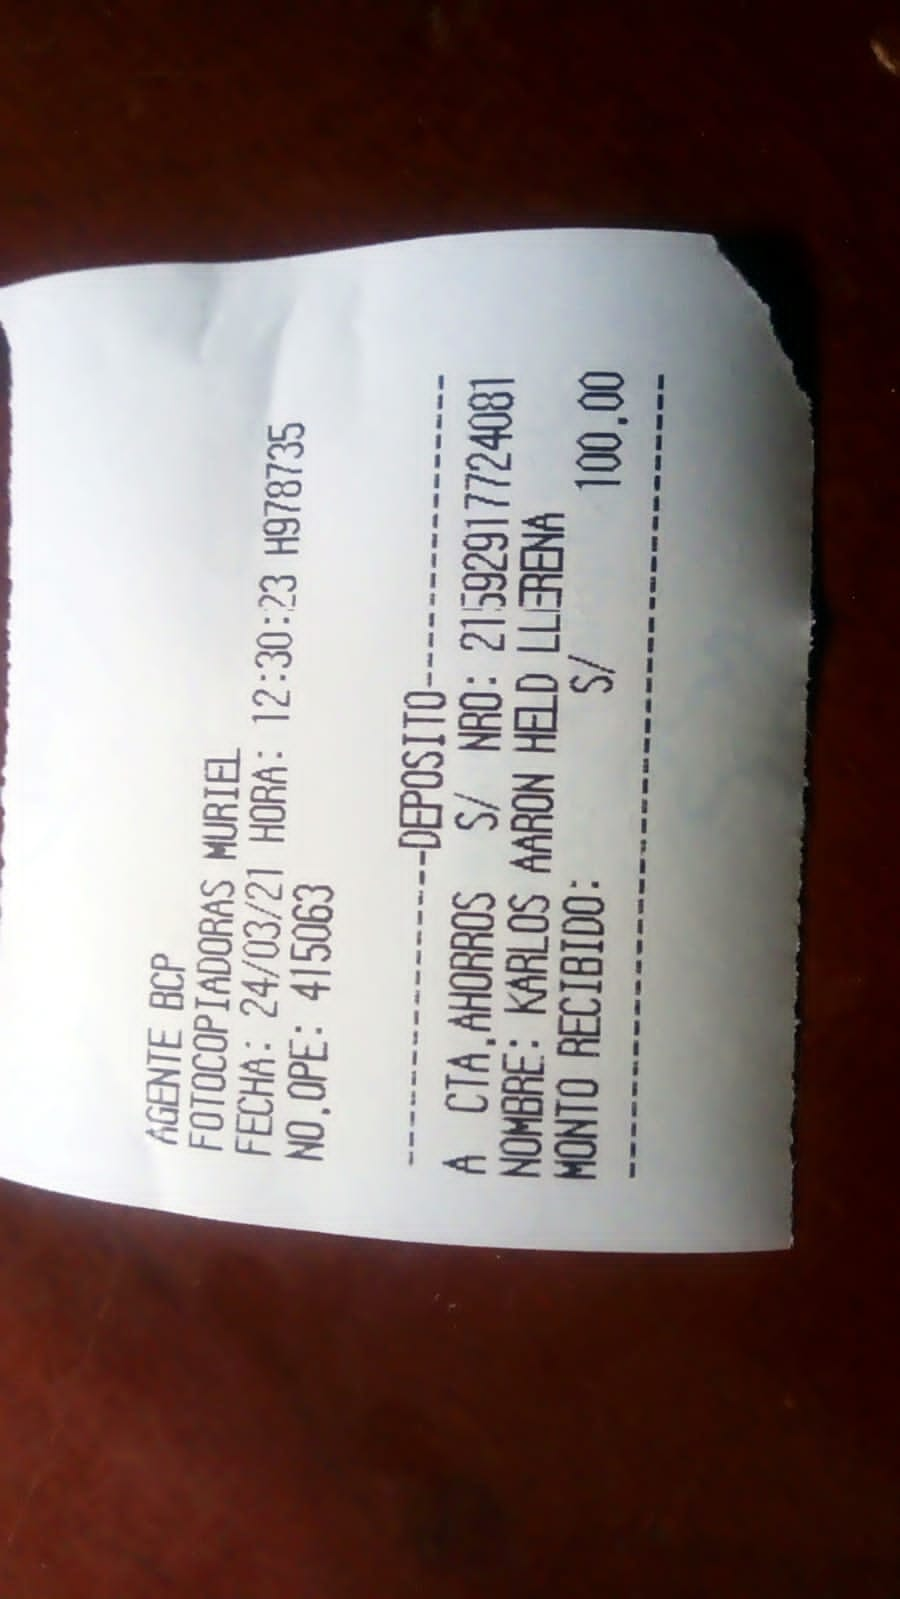 AGENTE BCP
FOTOCOPIADORAS MURIEL
FECHA: 24/03/21 HORA: 12:30:23 H978735
NO.OPE: 415063
-----------DEPOSITO-----------
A CTA.AHORROS S/ NRO: 21592917724081
NOMBRE: KARLOS AARON HELD LLERENA
MONTO RECIBIDO: S/ 100.00